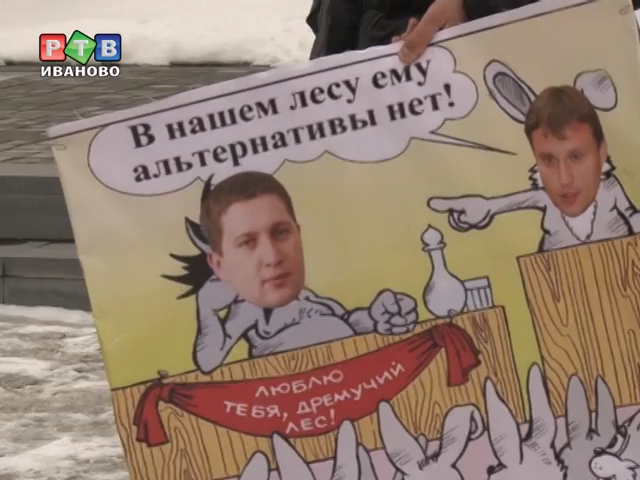 РТВ
ИВАНОВО
В нашем лесу ему
альтернативы нет!
ЛЮБЛЮ
ТЕБЯ, ДРЕМУЧИЙ
ЛЕС!